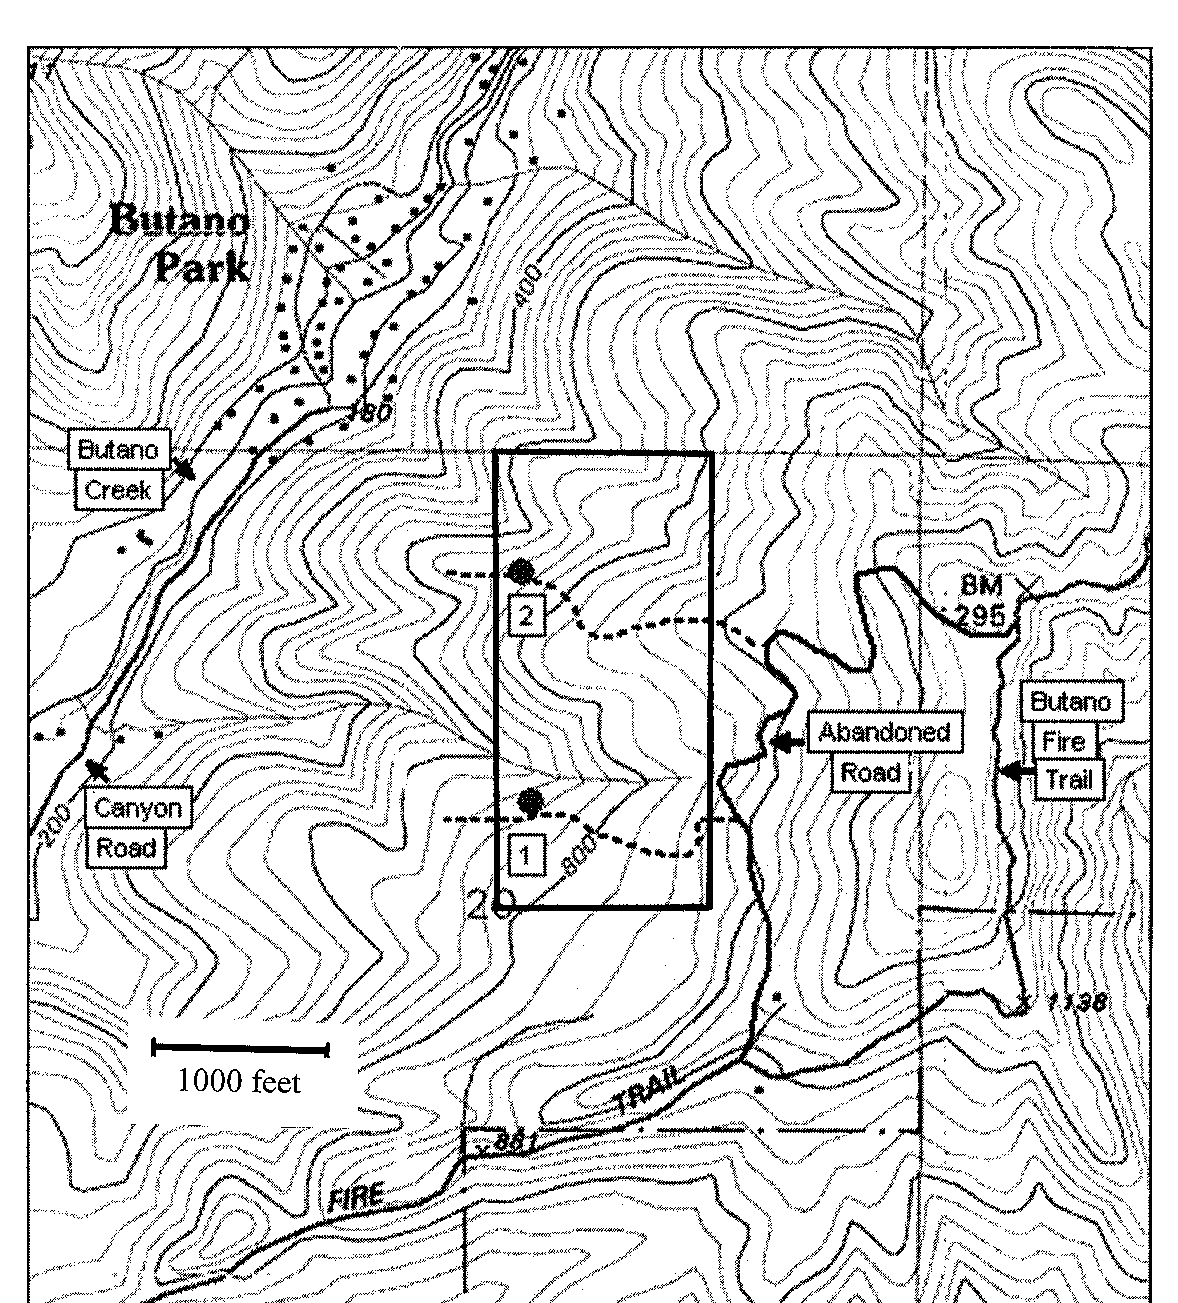 Butano
Park
400
180
Butano
Creek
2
BM
295
Butano
Fire
Trail
Abandoned
Road
Canyon
Road
200
1
800
20
1138
1000 feet
TRAIL
×881
FIRE